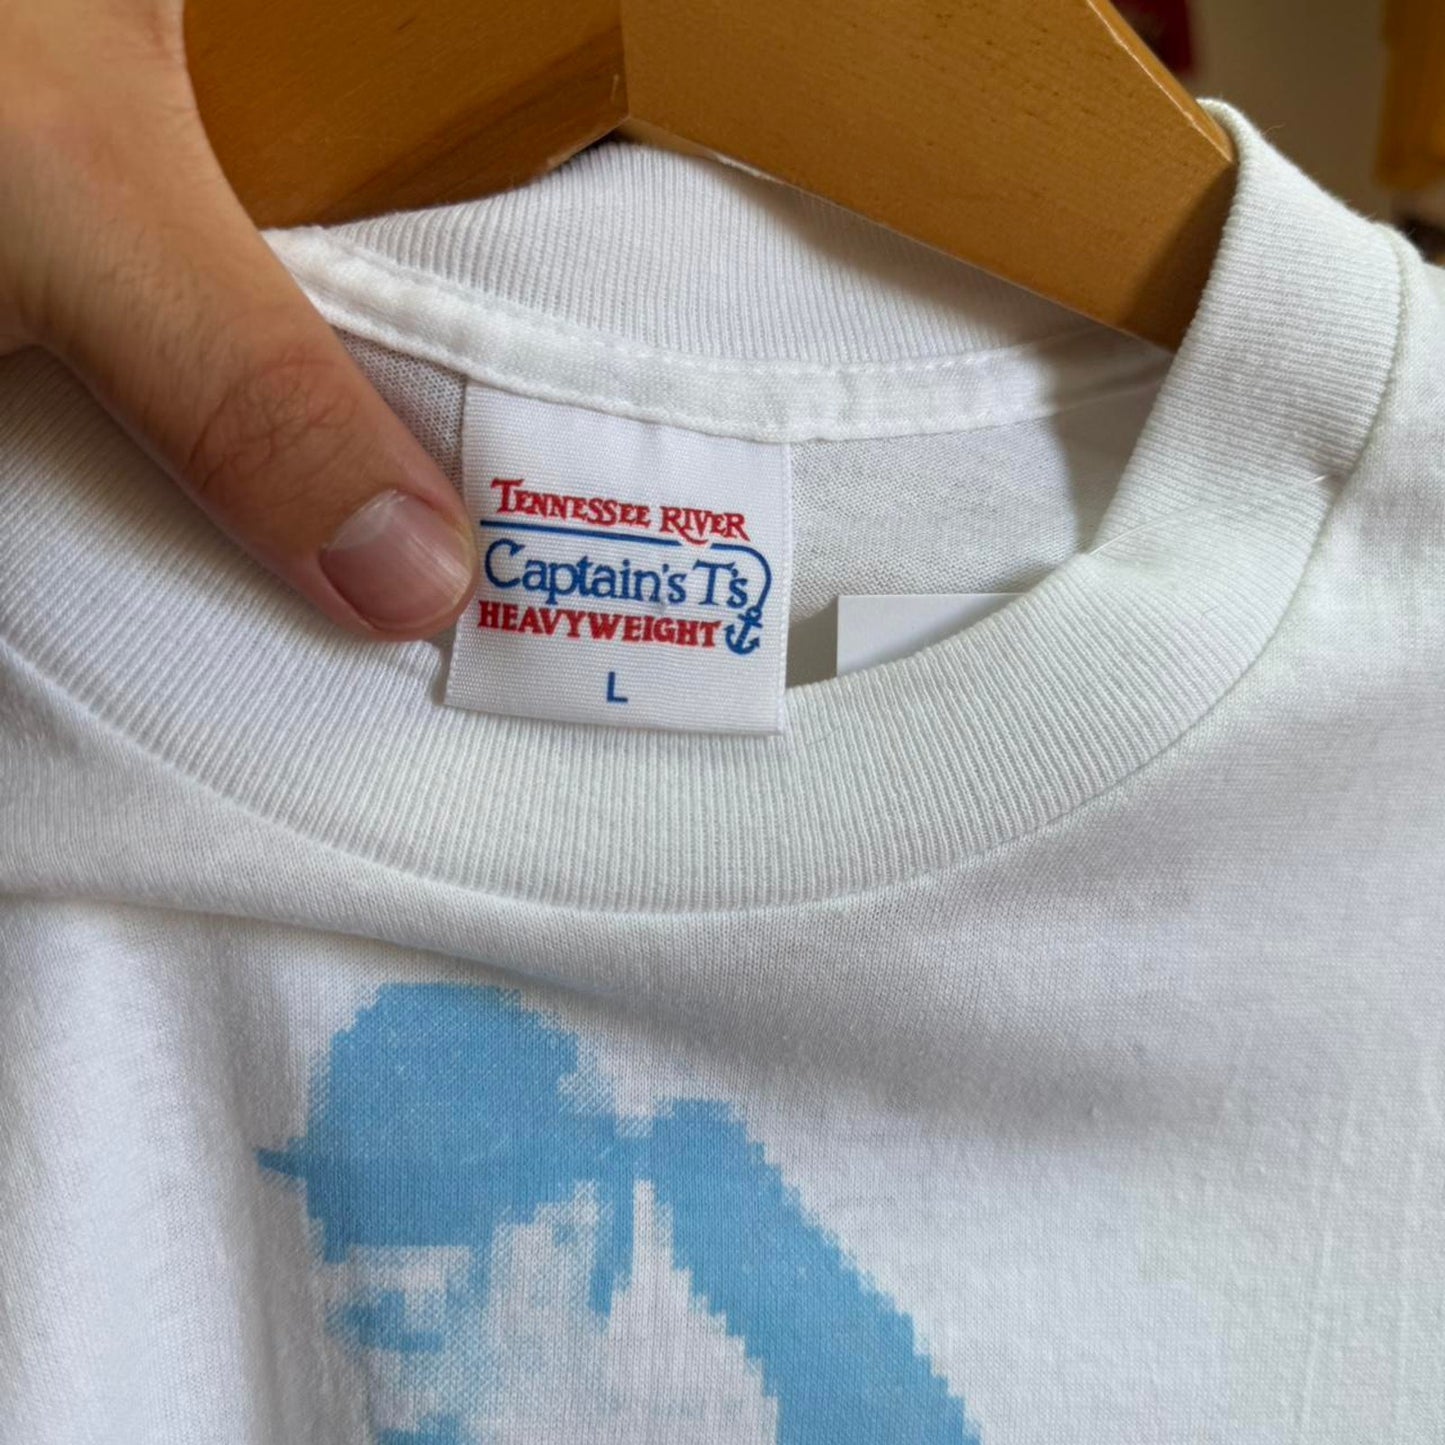 TENNESSEE RIVER
Captain's T's
HEAVYWEIGHT
L